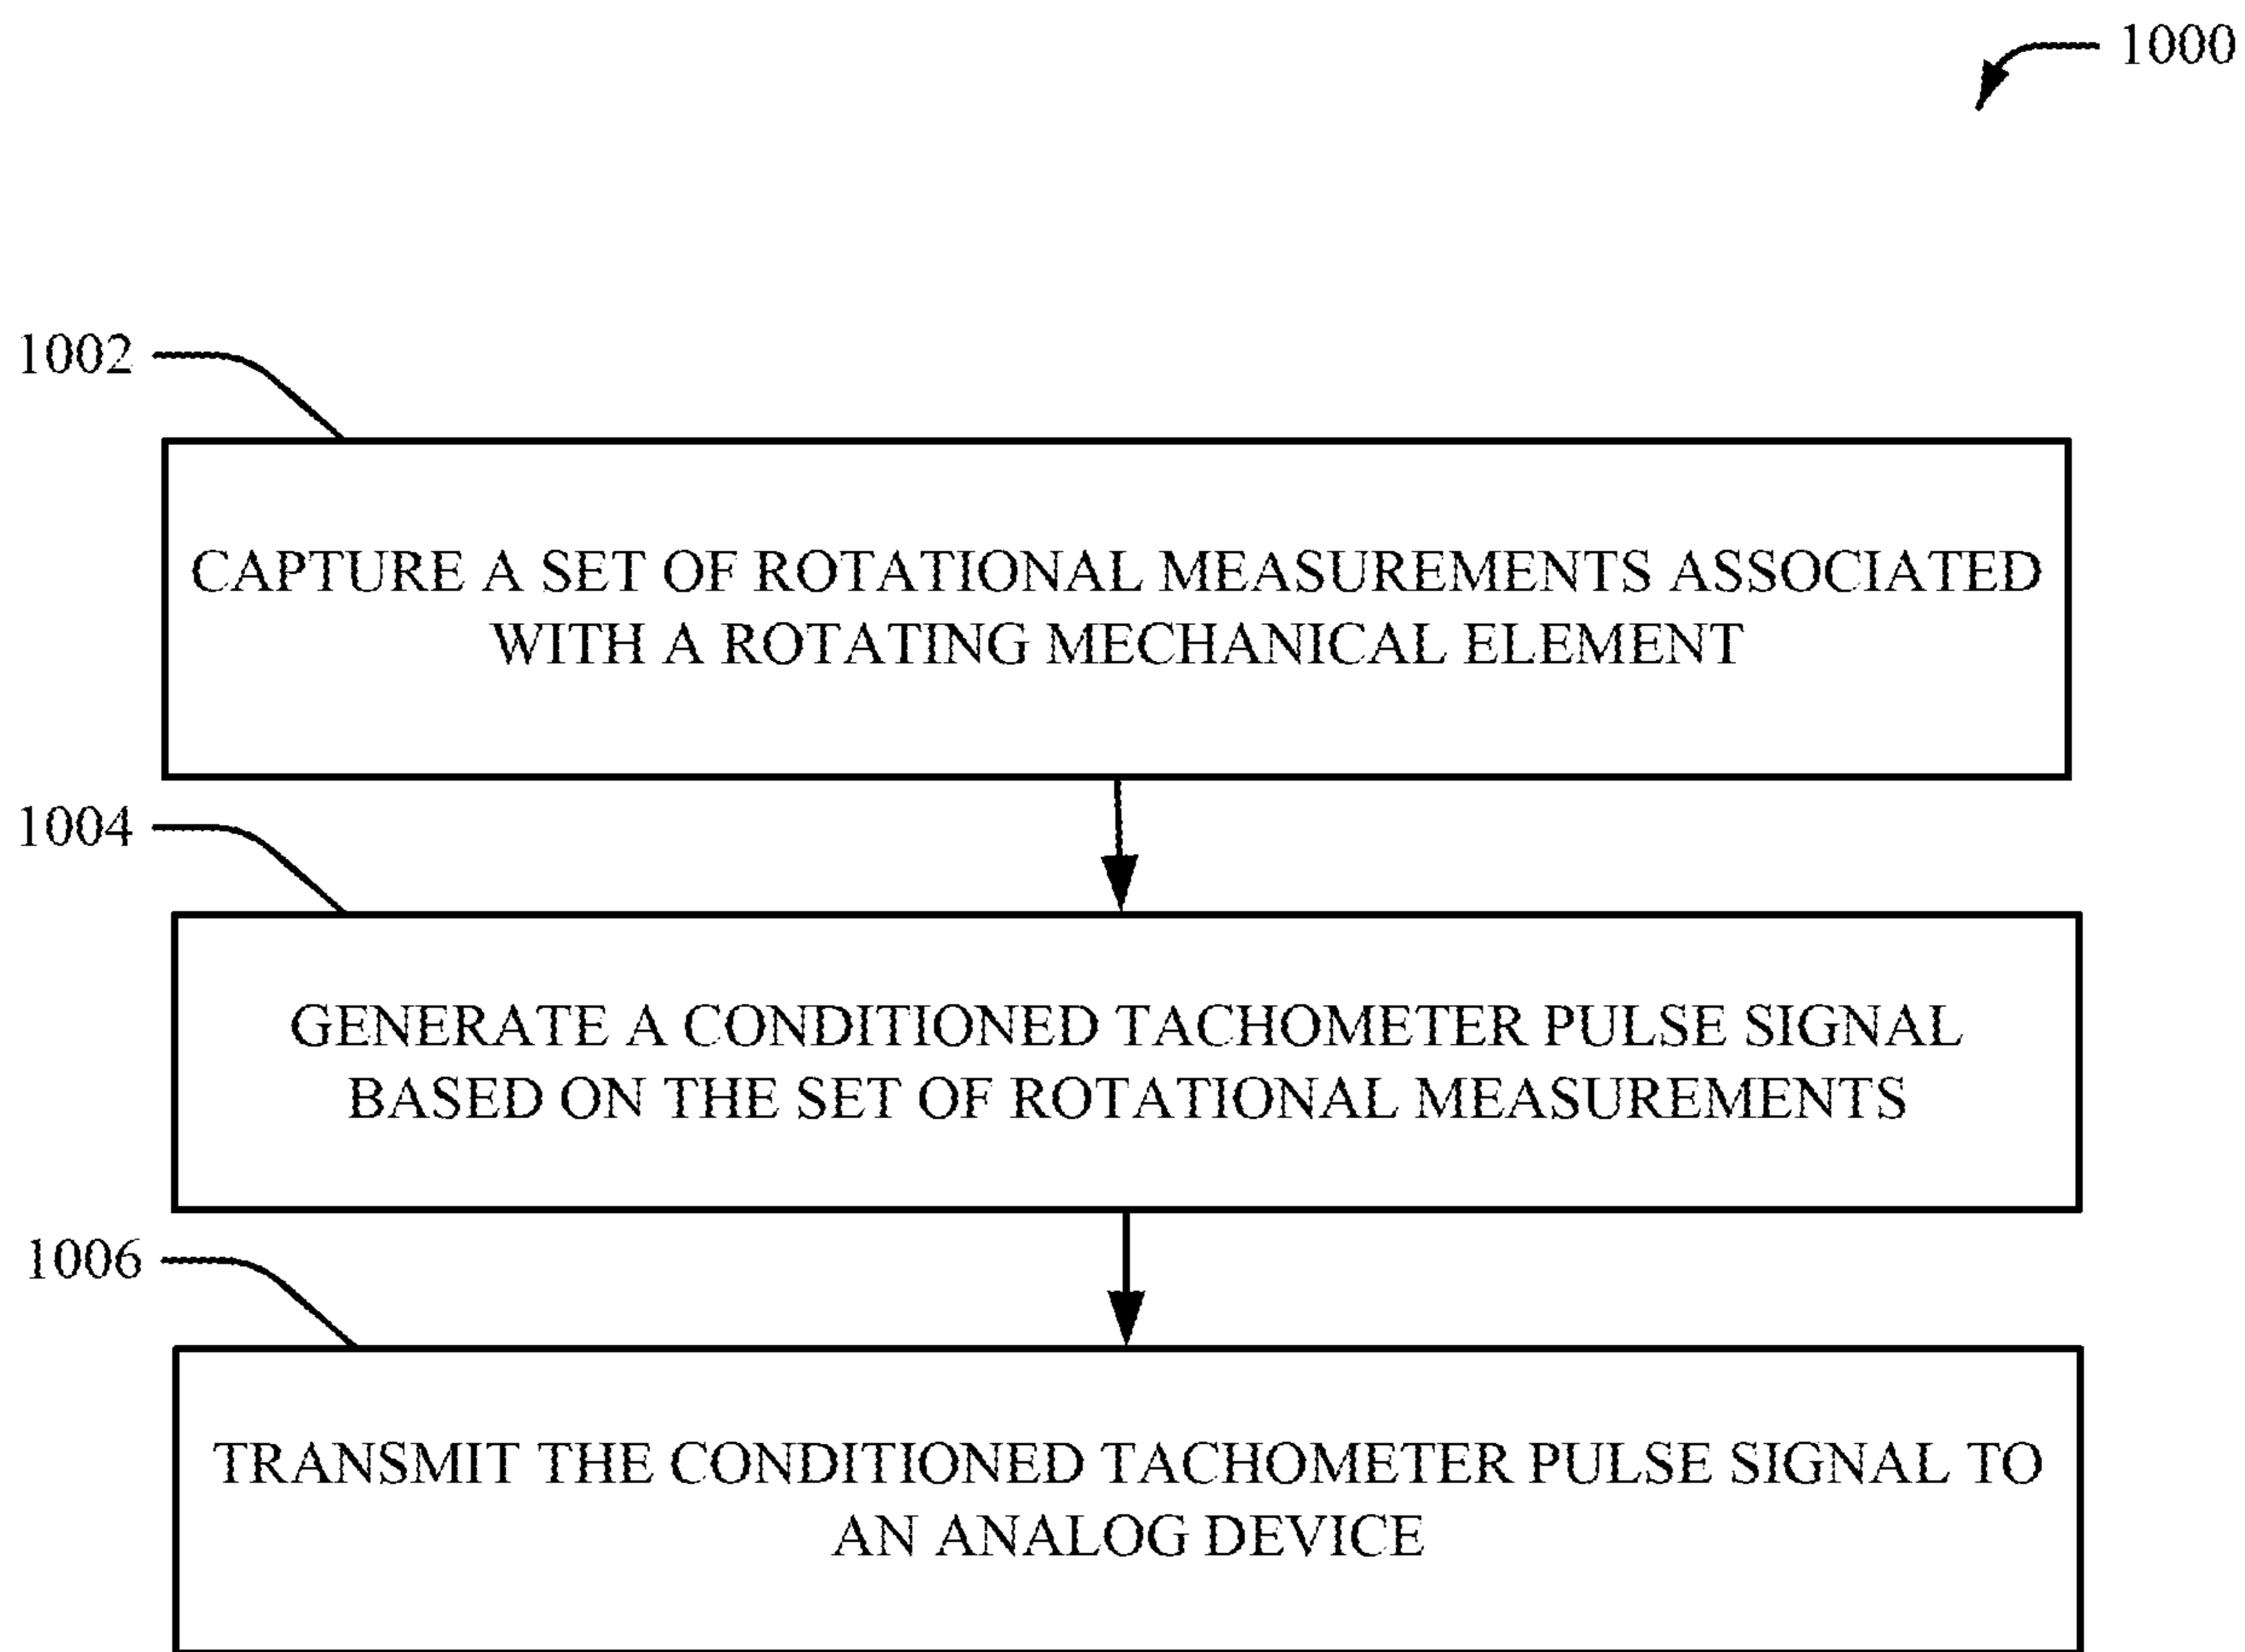 1000
1002
CAPTURE A SET OF ROTATIONAL MEASUREMENTS ASSOCIATED
WITH A ROTATING MECHANICAL ELEMENT
1004
GENERATE A CONDITIONED TACHOMETER PULSE SIGNAL
BASED ON THE SET OF ROTATIONAL MEASUREMENTS
1006
TRANSMIT THE CONDITIONED TACHOMETER PULSE SIGNAL TO
AN ANALOG DEVICE